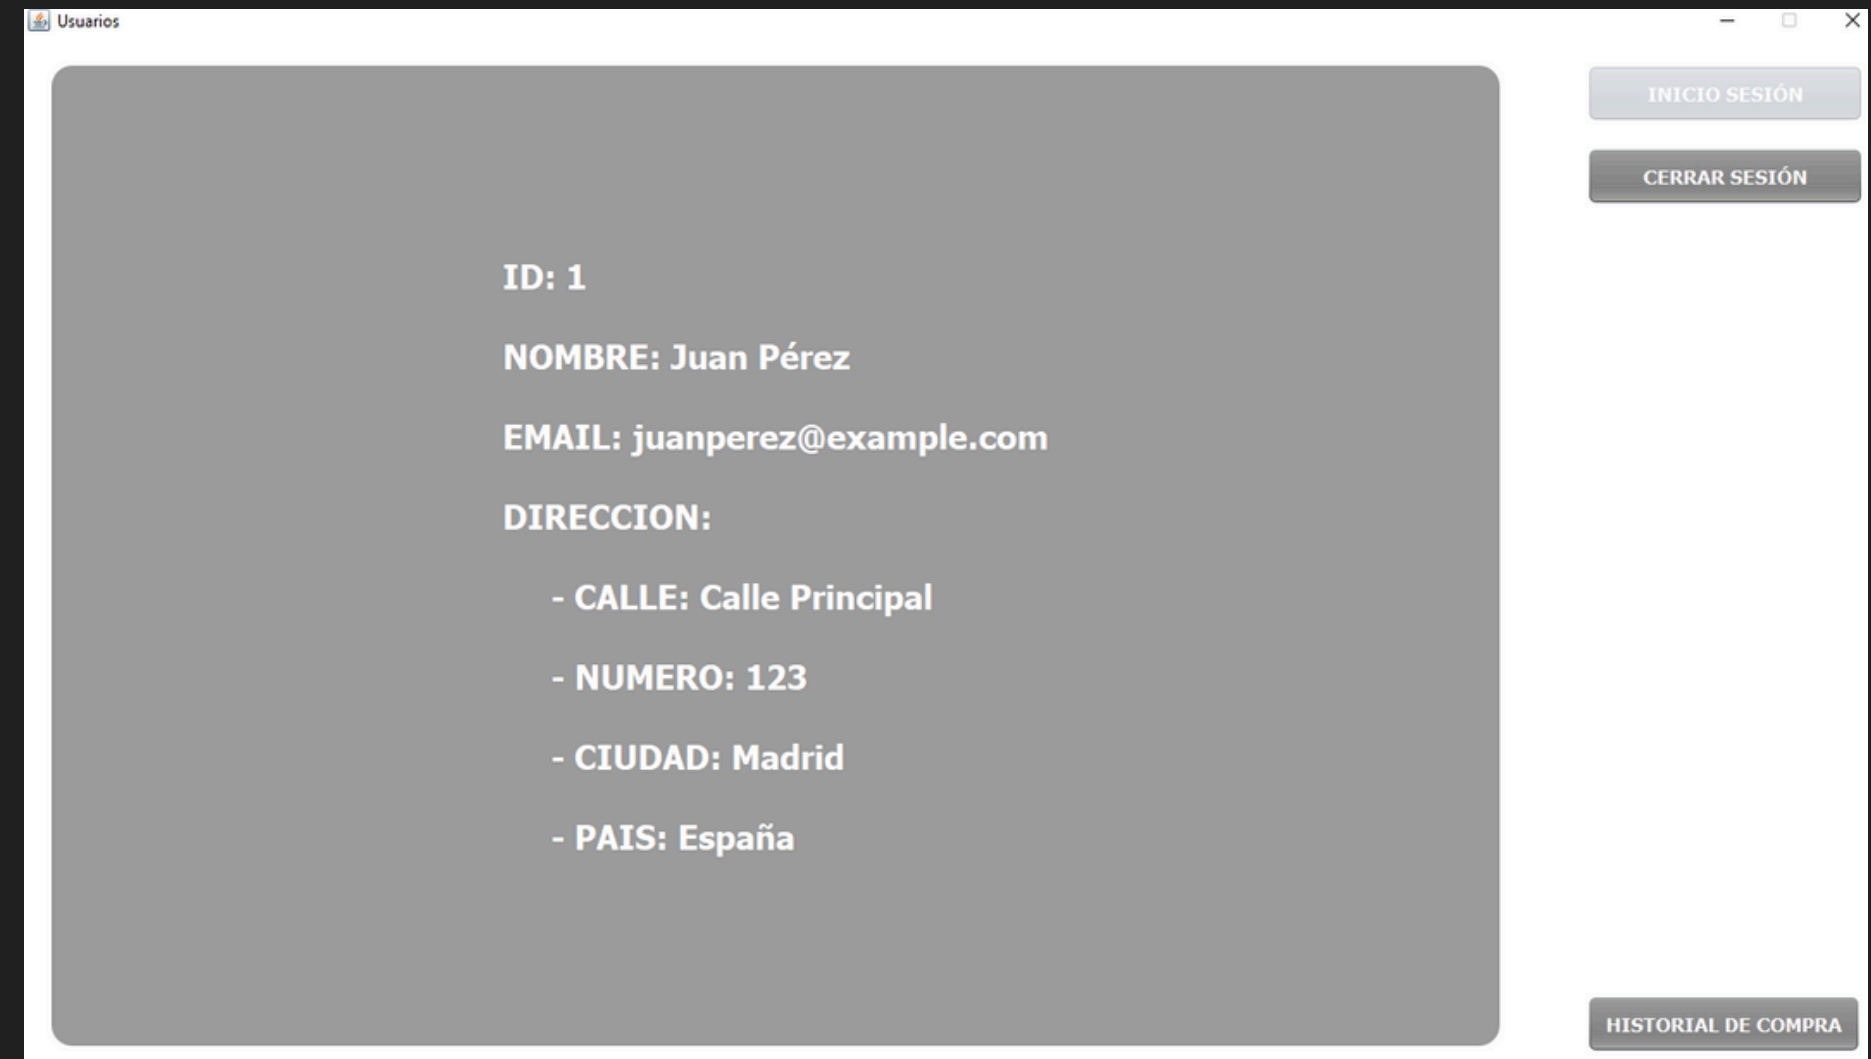 Usuarios
INICIO SESIÓN
CERRAR SESIÓN
ID: 1
NOMBRE: Juan Pérez
EMAIL: juanperez@example.com
DIRECCION:
- CALLE: Calle Principal
- NUMERO: 123
- CIUDAD: Madrid
- PAIS: España
HISTORIAL DE COMPRA